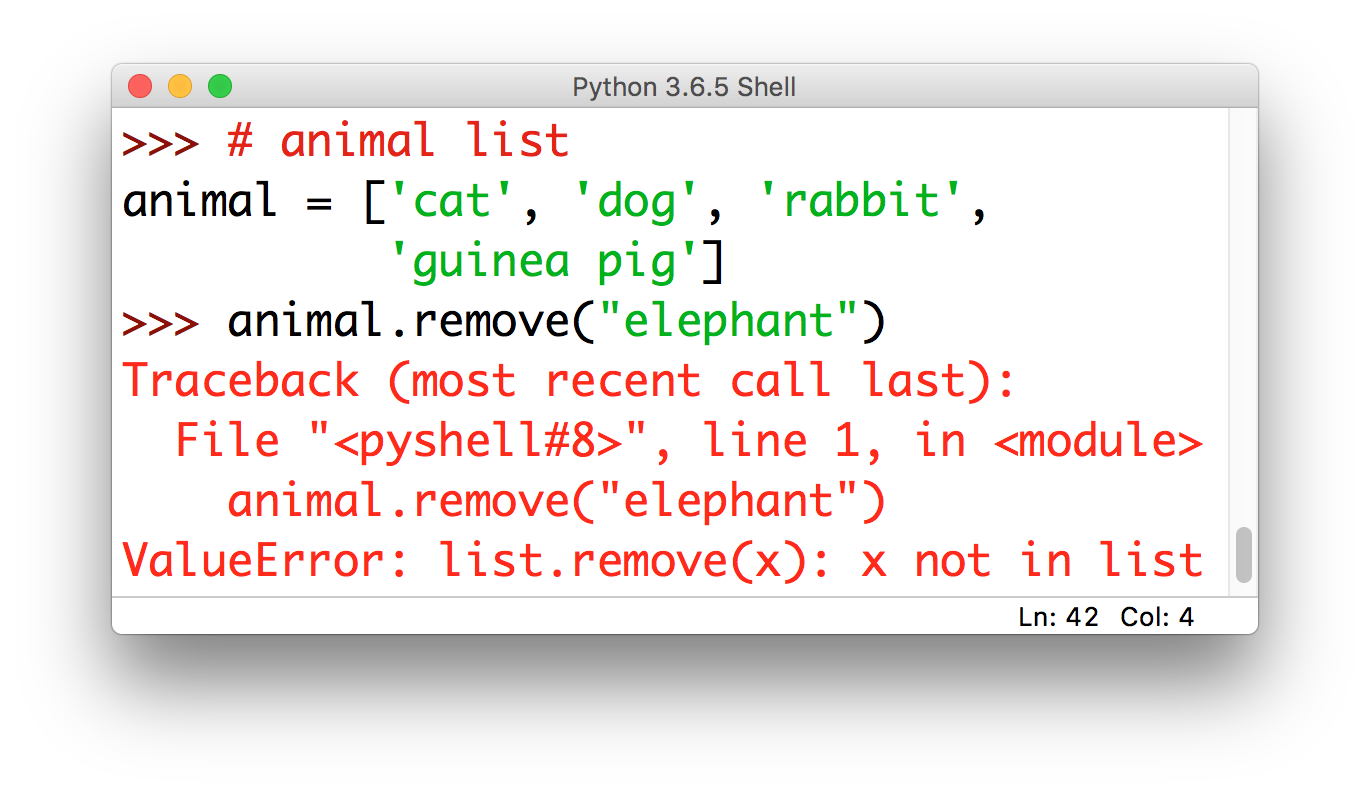 Python 3.6.5 Shell
>>> # animal list
animal = ['cat', 'dog', 'rabbit',
          'guinea pig']
>>> animal.remove("elephant")
Traceback (most recent call last):
  File "<pyshell#8>", line 1, in <module>
    animal.remove("elephant")
ValueError: list.remove(x): x not in list
Ln: 42 Col: 4